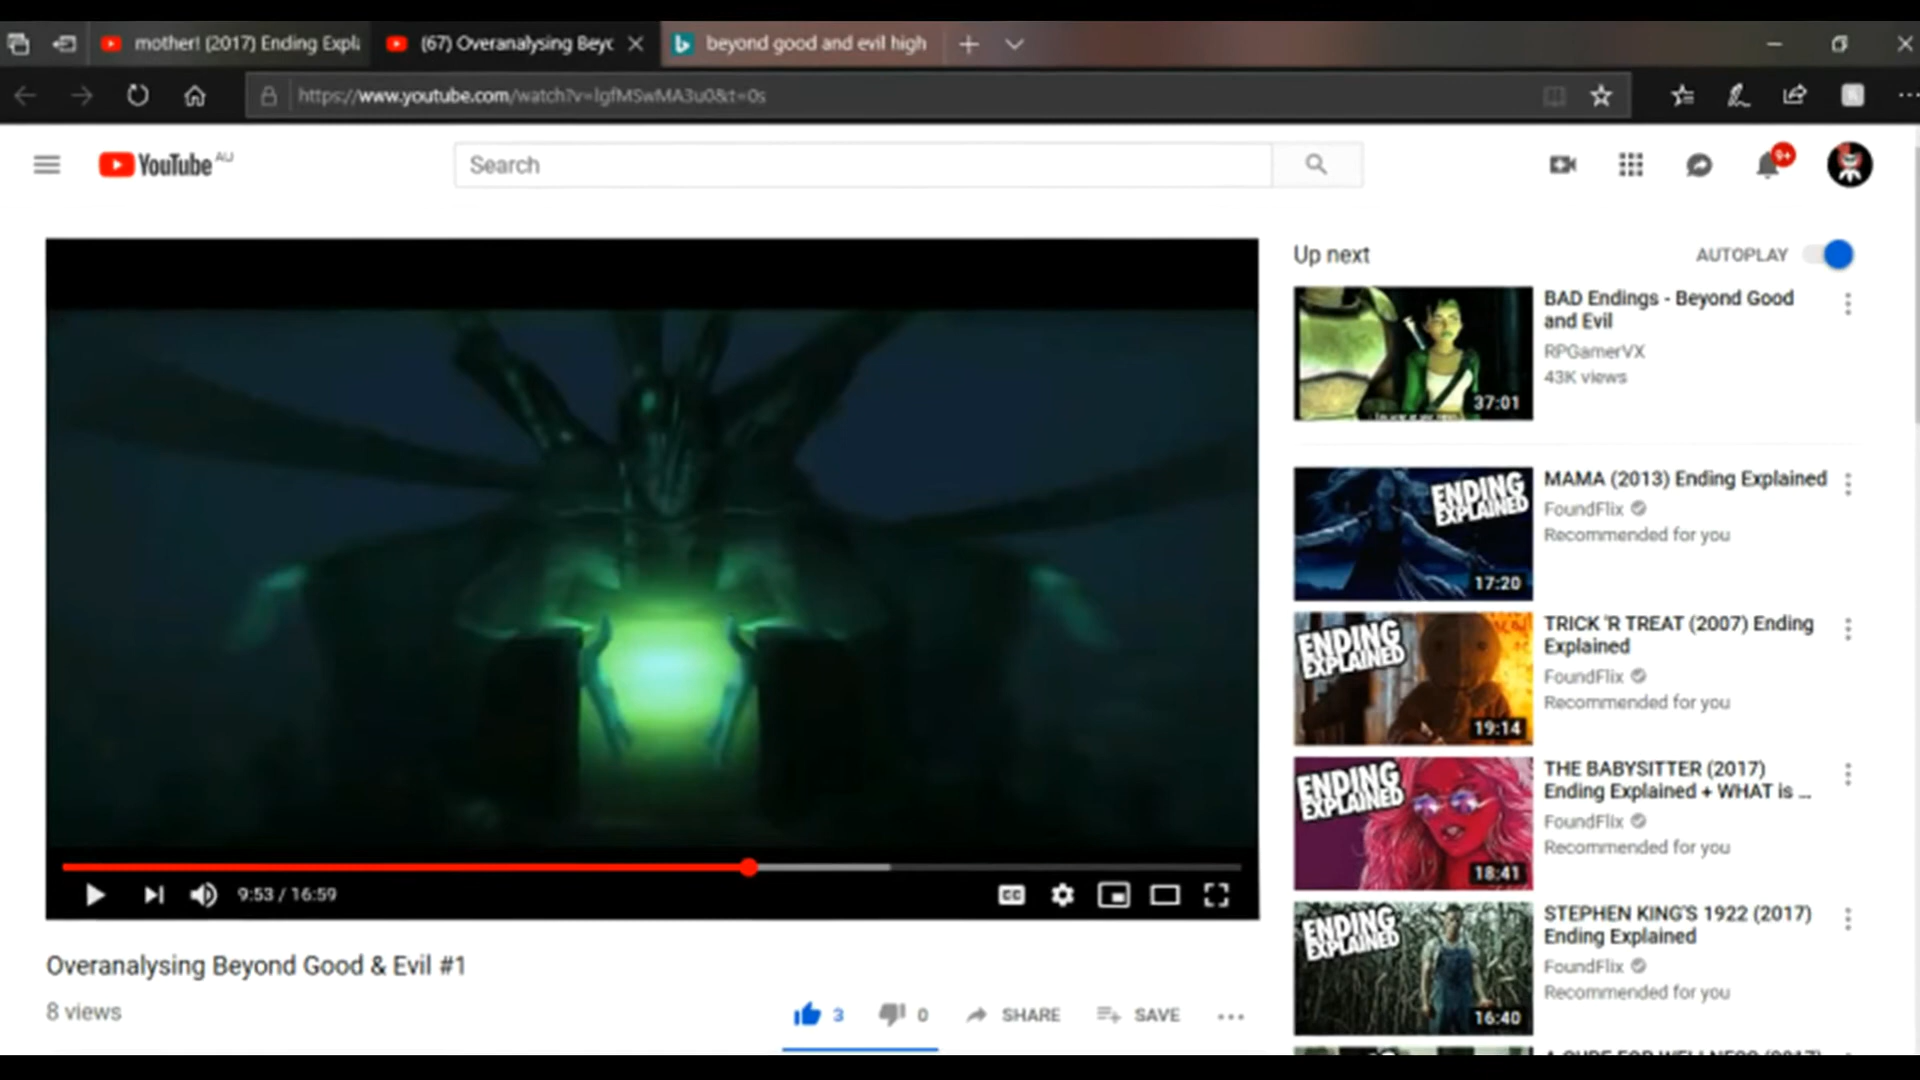 mother! (2017) Ending Expl
(67) Overanalysing Beyc
beyond good and evil high
https://www.youtube.com/watch?v=lgfMSwMA3u0&t=0s
YouTube AU
Search
9+
Up next
AUTOPLAY
BAD Endings - Beyond Good
and Evil
RPGamerVX
43K views
37:01
MAMA (2013) Ending Explained
FoundFlix
Recommended for you
ENDING
EXPLAINED
17:20
TRICK 'R TREAT (2007) Ending
Explained
FoundFlix
Recommended for you
ENDING
EXPLAINED
19:14
THE BABYSITTER (2017)
Ending Explained + WHAT is ...
FoundFlix
Recommended for you
ENDING
EXPLAINED
18:41
STEPHEN KING'S 1922 (2017)
Ending Explained
FoundFlix
Recommended for you
ENDING
EXPLAINED
16:40
9:53 / 16:59
CC
Overanalysing Beyond Good & Evil #1
8 views
3
0
SHARE
SAVE